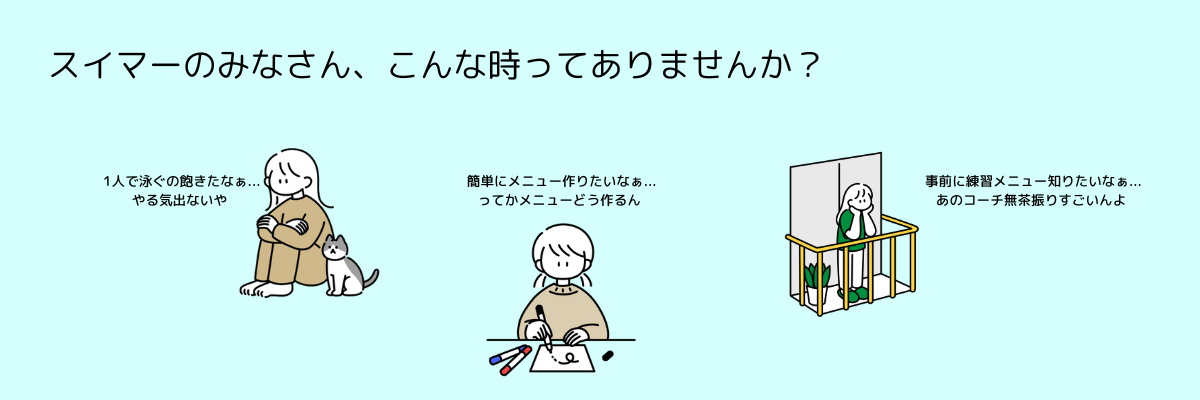 スイマーのみなさん、こんな時ってありませんか？
1人で泳ぐの飽きたなぁ...
やる気出ないや
簡単にメニュー作りたいなぁ...
ってかメニューどう作るん
事前に練習メニュー知りたいなぁ...
あのコーチ無茶振りすごいんよ